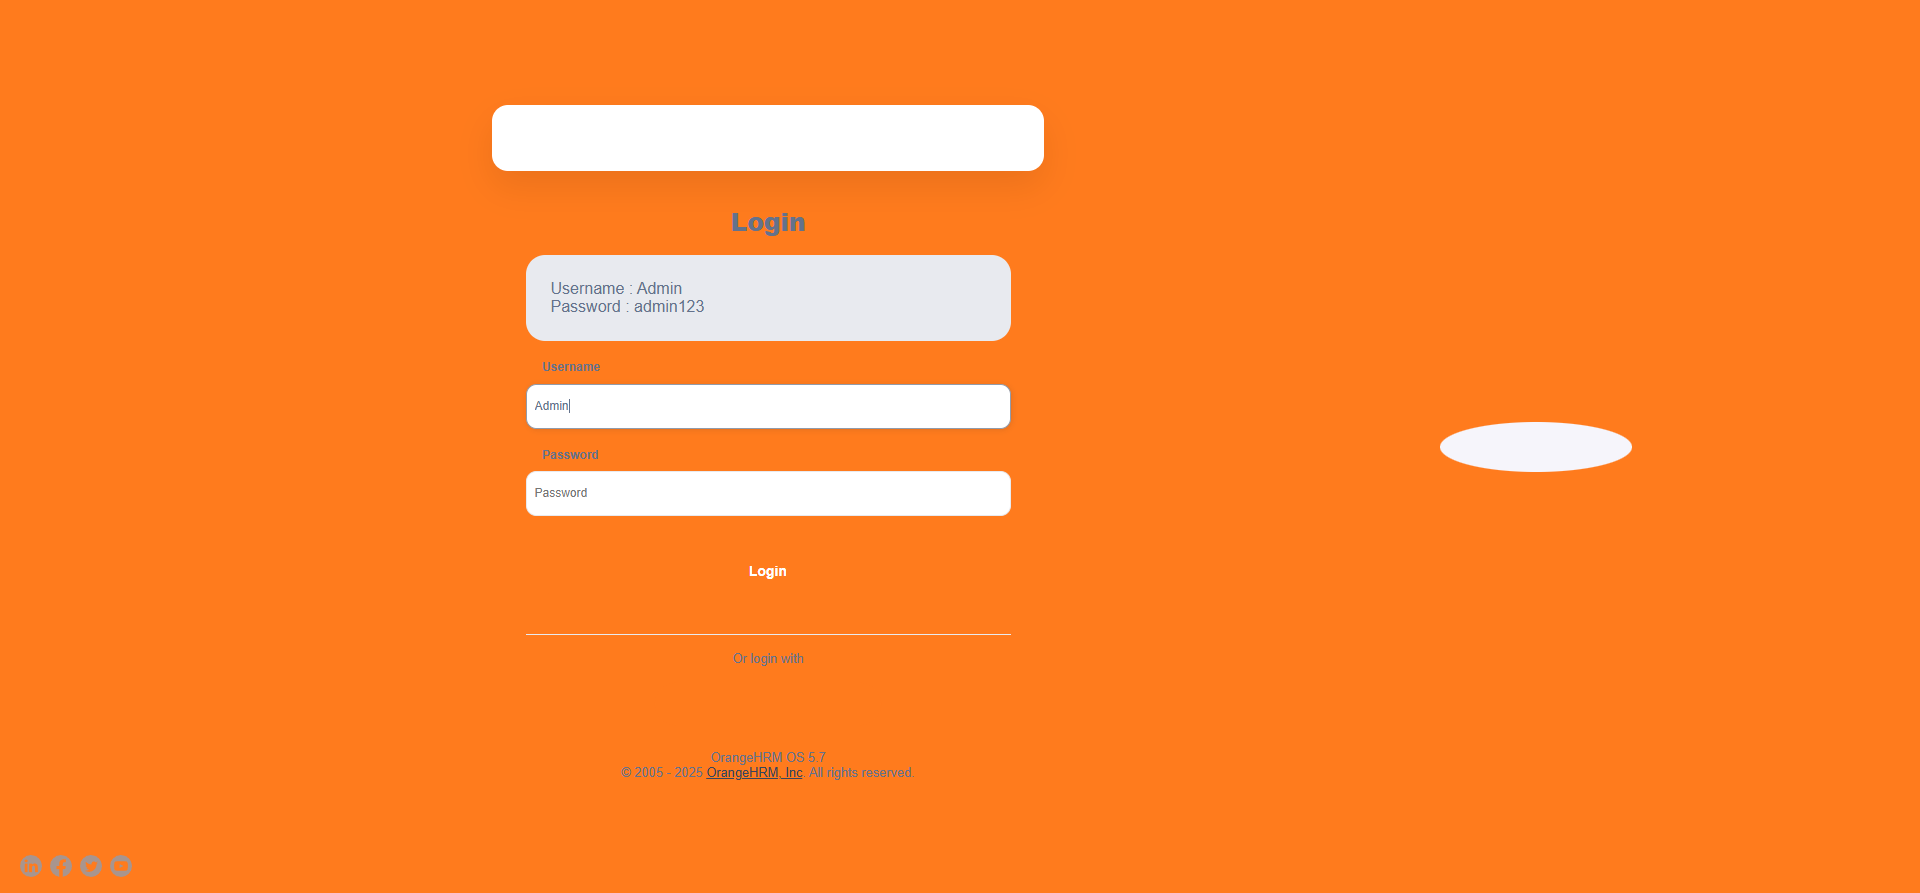 Login
Username : Admin
Password : admin123
Username
Admin
Password
Password
Login
Or login with
OrangeHRM OS 5.7
© 2005 - 2025 OrangeHRM, Inc. All rights reserved.